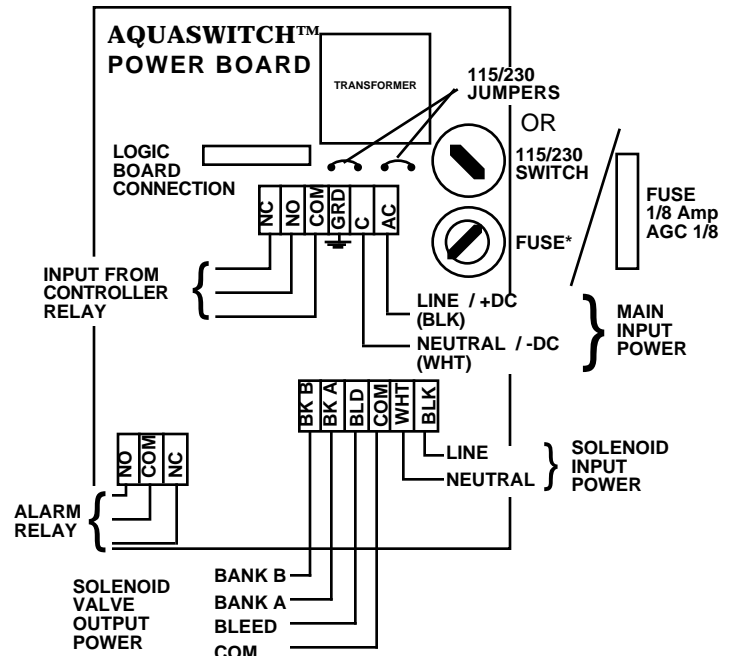 AQUASWITCH™
POWER BOARD
TRANSFORMER
115/230
JUMPERS
OR
115/230
SWITCH
LOGIC
BOARD
CONNECTION
FUSE
1/8 Amp
AGC 1/8
FUSE*
NC
NO
COM
GRD
C
AC
INPUT FROM
CONTROLLER
RELAY
LINE / +DC
(BLK)
NEUTRAL / -DC
(WHT)
MAIN
INPUT
POWER
BK B
BK A
BLD
COM
WHT
BLK
LINE
NEUTRAL
SOLENOID
INPUT
POWER
NO
COM
NC
ALARM
RELAY
SOLENOID
VALVE
OUTPUT
POWER
BANK B
BANK A
BLEED
COM